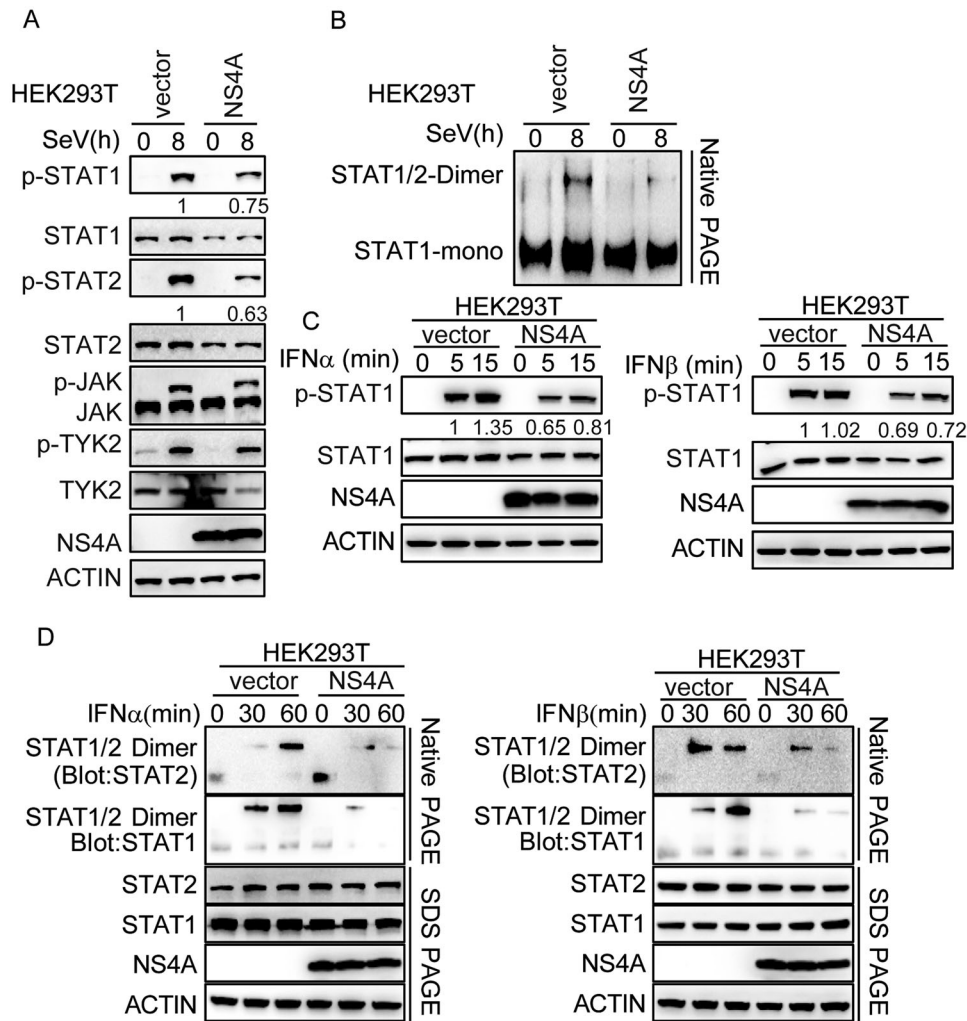 A
HEK293T
vector
NS4A
SeV(h) 0 8 0 8
p-STAT1
1 0.75
STAT1
p-STAT2
1 0.63
STAT2
p-JAK
JAK
p-TYK2
TYK2
NS4A
ACTIN
B
HEK293T
vector
NS4A
SeV(h) 0 8 0 8
STAT1/2-Dimer
STAT1-mono
Native PAGE
C
HEK293T
vector NS4A
IFNα (min) 0 5 15 0 5 15
p-STAT1
1 1.35 0.65 0.81
STAT1
NS4A
ACTIN
HEK293T
vector NS4A
IFNβ (min) 0 5 15 0 5 15
p-STAT1
1 1.02 0.69 0.72
STAT1
NS4A
ACTIN
D
HEK293T
vector NS4A
IFNα(min) 0 30 60 0 30 60
STAT1/2 Dimer
(Blot:STAT2)
STAT1/2 Dimer
Blot:STAT1
STAT2
STAT1
NS4A
ACTIN
Native PAGE
SDS PAGE
HEK293T
vector NS4A
IFNβ(min) 0 30 60 0 30 60
STAT1/2 Dimer
(Blot:STAT2)
STAT1/2 Dimer
Blot:STAT1
STAT2
STAT1
NS4A
ACTIN
Native PAGE
SDS PAGE